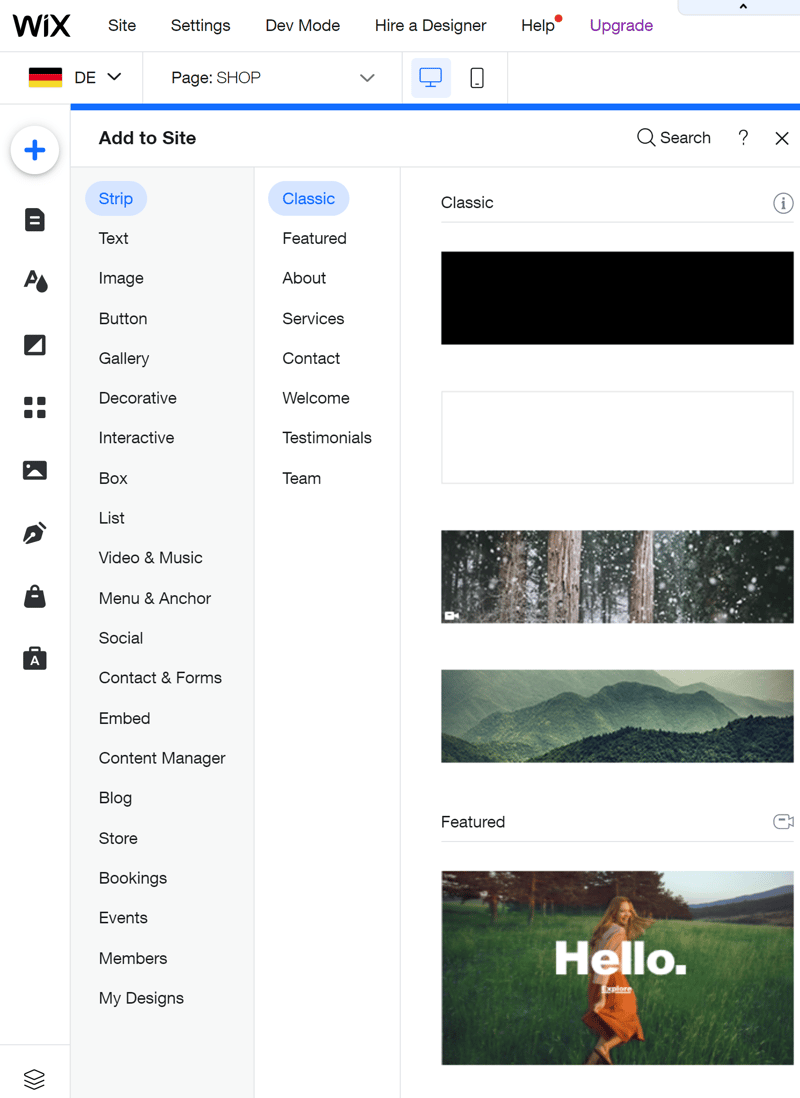 WiX Site Settings Dev Mode Hire a Designer Help Upgrade
DE Page: SHOP
Add to Site Search ?
Strip
Text
Image
Button
Gallery
Decorative
Interactive
Box
List
Video & Music
Menu & Anchor
Social
Contact & Forms
Embed
Content Manager
Blog
Store
Bookings
Events
Members
My Designs
Classic
Featured
About
Services
Contact
Welcome
Testimonials
Team
Classic
Featured
Hello.
Explore
A